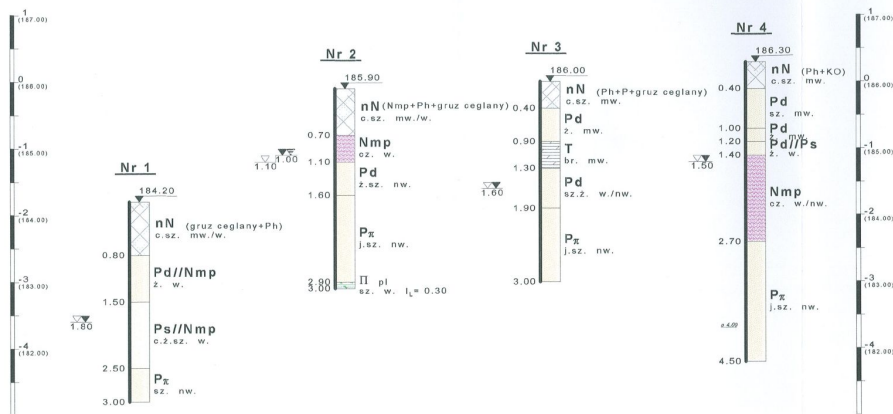 1
(187.00)
0
(186.00)
-1
(185.00)
-2
(184.00)
-3
(183.00)
-4
(182.00)
Nr 1
184.20
nN (gruz ceglany+Ph)
c.sz. mw./w.
0.80
Pd//Nmp
ż. w.
1.50
1.80
Ps//Nmp
c.ż.sz. w.
2.50
Pπ
sz. nw.
3.00
Nr 2
185.90
nN (Nmp+Ph+gruz ceglany)
c.sz. mw./w.
0.70
Nmp
cz. w.
1.10 1.00
1.10
Pd
ż.sz. nw.
1.60
Pπ
j.sz. nw.
2.90
Π pl
3.00
sz. w. IL= 0.30
Nr 3
186.00
nN (Ph+P+gruz ceglany)
c.sz. mw.
0.40
Pd
ż. mw.
0.90
T
br. mw.
1.30
1.60
Pd
sz.ż. w./nw.
1.90
Pπ
j.sz. nw.
3.00
Nr 4
186.30
nN (Ph+KO)
c.sz. mw.
0.40
Pd
sz. mw.
1.00
Pd
ż. mw.
1.20
Pd//Ps
ż. w.
1.40
1.50
Nmp
cz. w./nw.
2.70
Pπ
j.sz. nw.
4.50
1
(187.00)
0
(186.00)
-1
(185.00)
-2
(184.00)
-3
(183.00)
-4
(182.00)